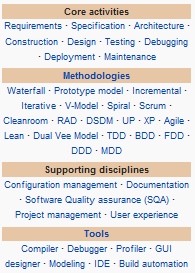 Core activities
Requirements · Specification · Architecture ·
Construction · Design · Testing · Debugging
· Deployment · Maintenance
Methodologies
Waterfall · Prototype model · Incremental ·
Iterative · V-Model · Spiral · Scrum ·
Cleanroom · RAD · DSDM · UP · XP · Agile ·
Lean · Dual Vee Model · TDD · BDD · FDD ·
DDD · MDD
Supporting disciplines
Configuration management · Documentation
· Software Quality assurance (SQA) ·
Project management · User experience
Tools
Compiler · Debugger · Profiler · GUI
designer · Modeling · IDE · Build automation